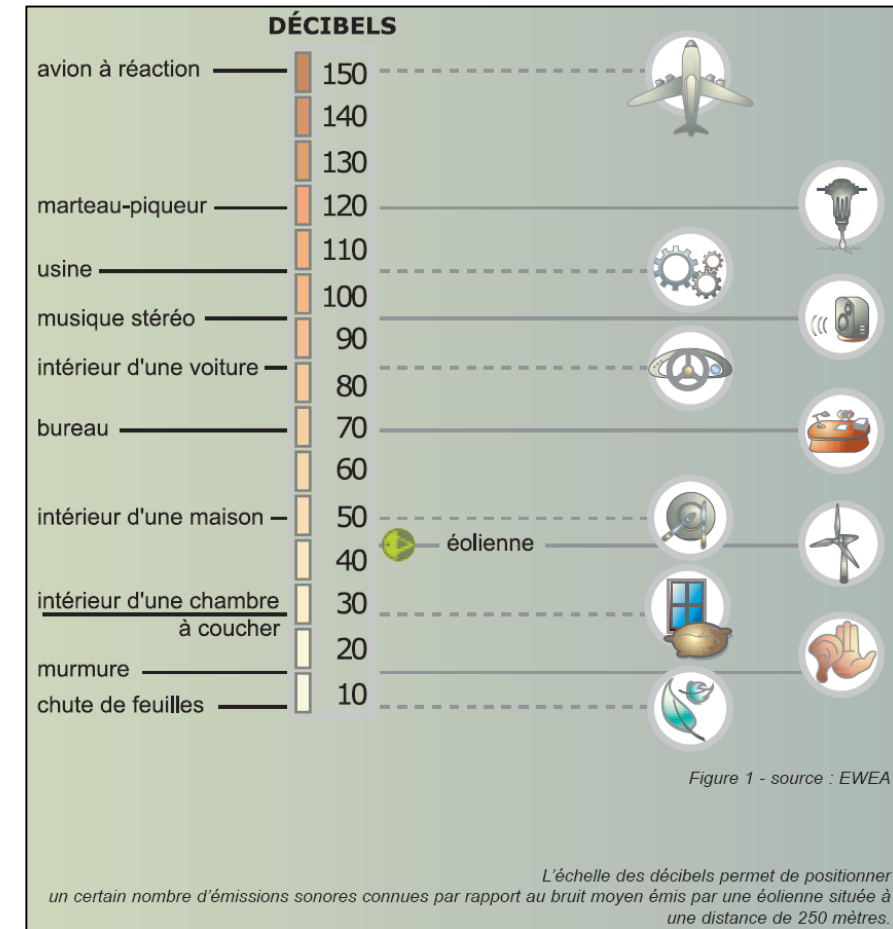 DÉCIBELS
avion à réaction 150
140
130
marteau-piqueur 120
110
usine
100
musique stéréo
90
intérieur d'une voiture
80
bureau 70
60
intérieur d'une maison 50
éolienne
40
intérieur d'une chambre 30
à coucher
20
murmure
10
chute de feuilles
Figure 1 - source : EWEA
L'échelle des décibels permet de positionner
un certain nombre d'émissions sonores connues par rapport au bruit moyen émis par une éolienne située à
une distance de 250 mètres.